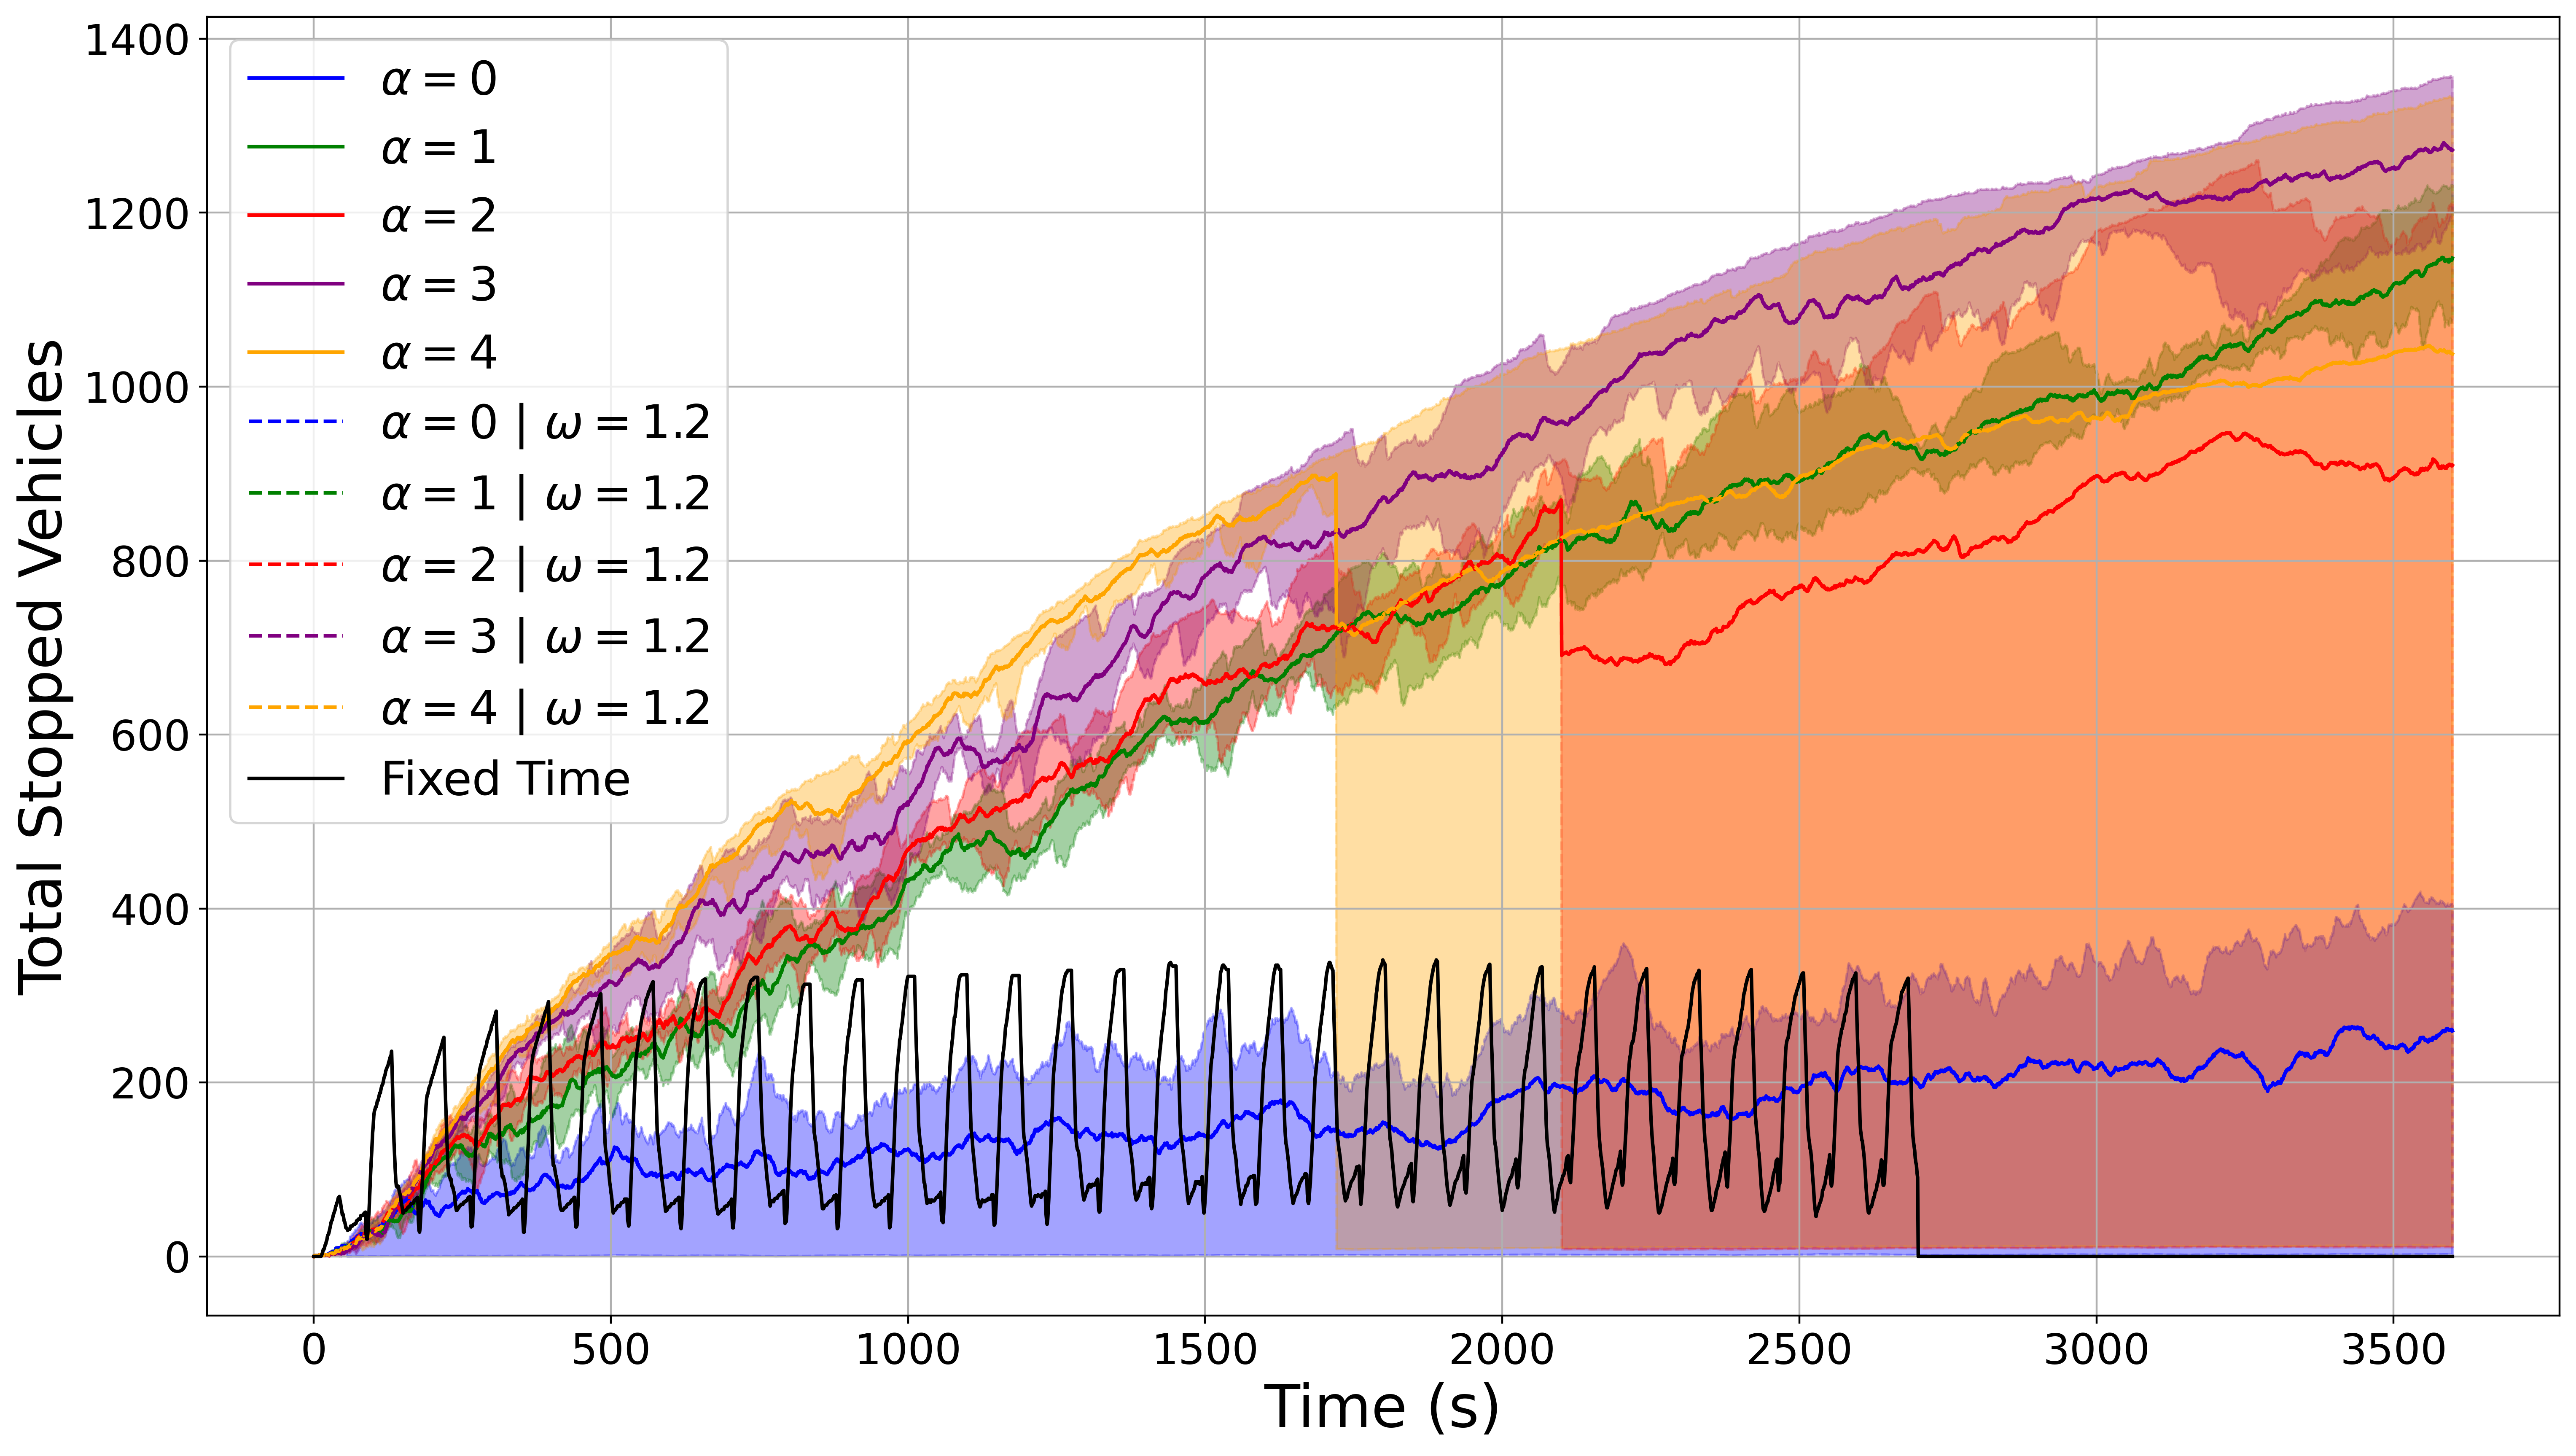 1400
1200
1000
800
600
400
200
0
Total Stopped Vehicles
α = 0
α = 1
α = 2
α = 3
α = 4
α = 0 | ω = 1.2
α = 1 | ω = 1.2
α = 2 | ω = 1.2
α = 3 | ω = 1.2
α = 4 | ω = 1.2
Fixed Time
0 500 1000 1500 2000 2500 3000 3500
Time (s)